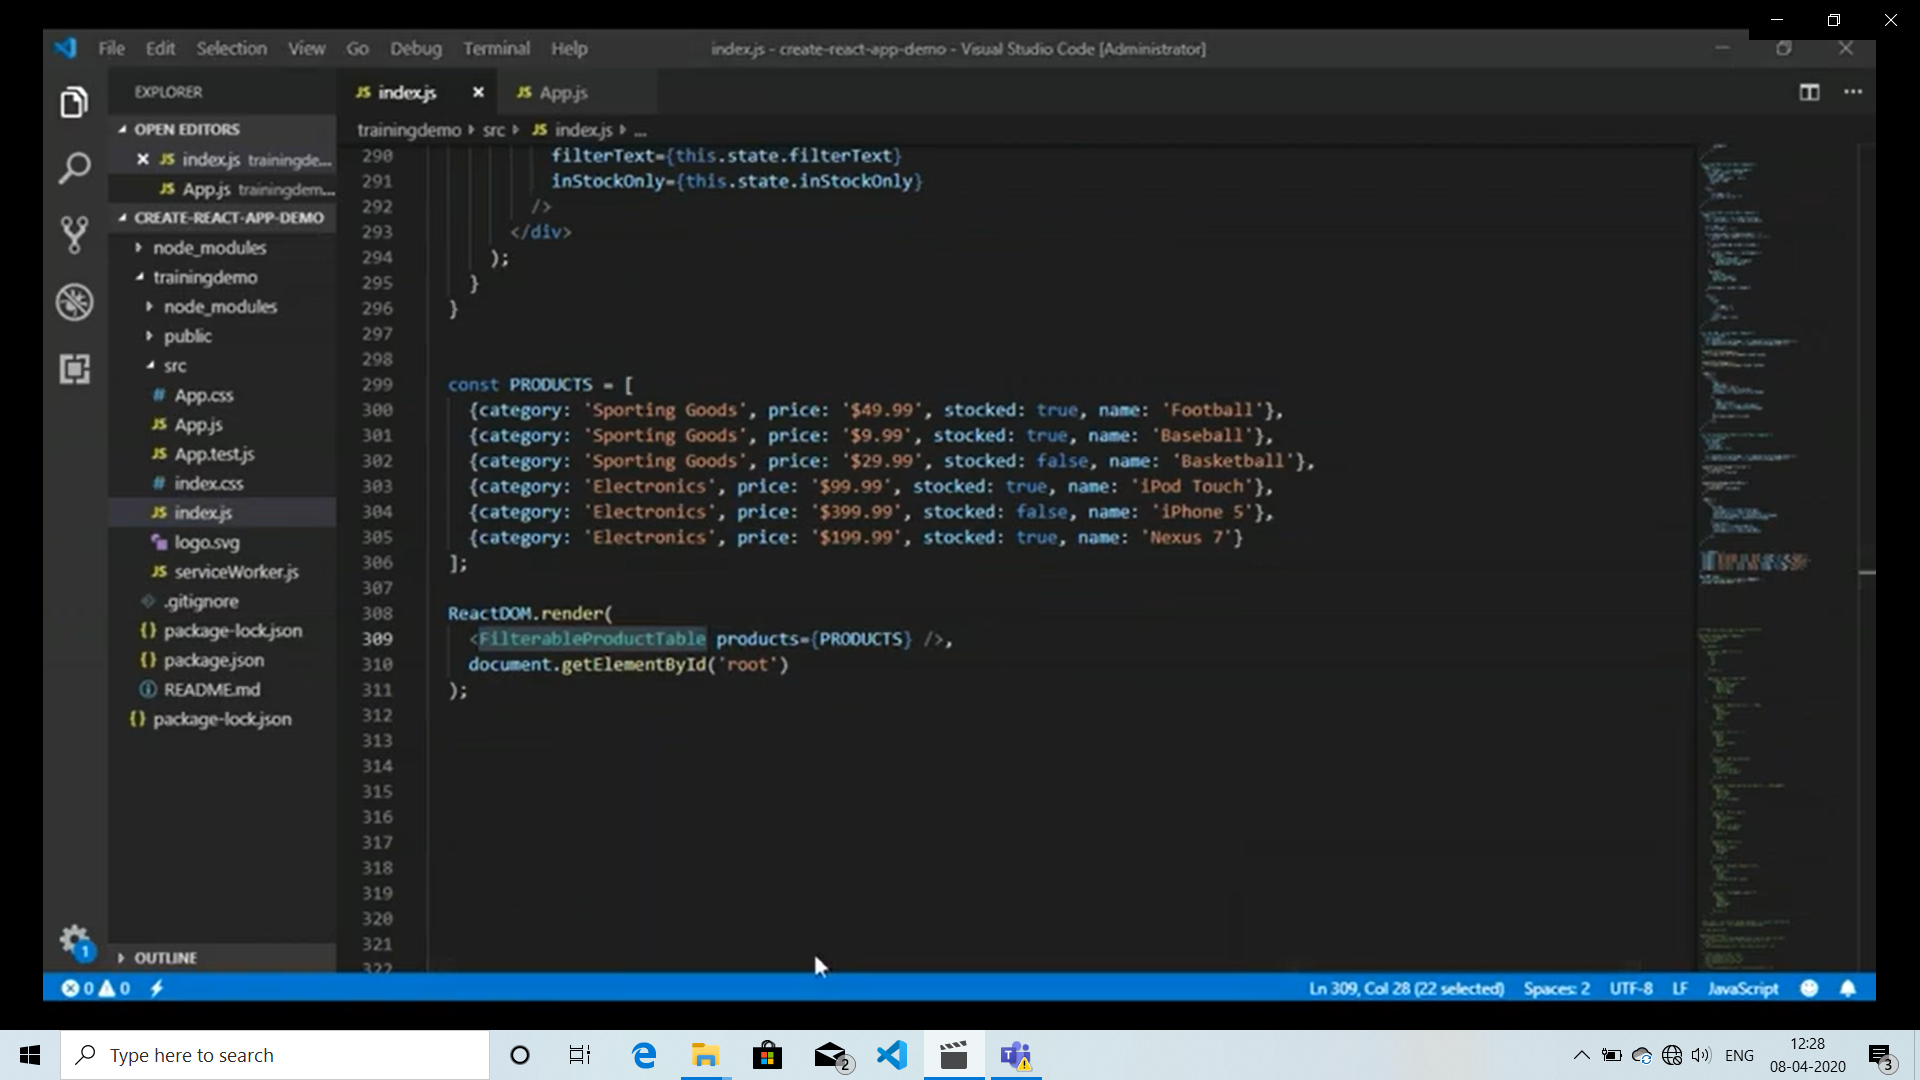 File Edit Selection View Go Debug Terminal Help
index.js - create-react-app-demo - Visual Studio Code [Administrator]
EXPLORER
OPEN EDITORS
JS index.js trainingde...
JS App.js trainingdem...
CREATE-REACT-APP-DEMO
node_modules
trainingdemo
node_modules
public
src
# App.css
JS App.js
JS App.test.js
# index.css
JS index.js
logo.svg
JS serviceWorker.js
.gitignore
{} package-lock.json
{} package.json
README.md
{} package-lock.json
OUTLINE
1
JS index.js
JS App.js
trainingdemo src JS index.js ...
290 filterText={this.state.filterText}
291 inStockOnly={this.state.inStockOnly}
292 />
293 </div>
294 );
295 }
296 }
297
298
299 const PRODUCTS = [
300 {category: 'Sporting Goods', price: '$49.99', stocked: true, name: 'Football'},
301 {category: 'Sporting Goods', price: '$9.99', stocked: true, name: 'Baseball'},
302 {category: 'Sporting Goods', price: '$29.99', stocked: false, name: 'Basketball'},
303 {category: 'Electronics', price: '$99.99', stocked: true, name: 'iPod Touch'},
304 {category: 'Electronics', price: '$399.99', stocked: false, name: 'iPhone 5'},
305 {category: 'Electronics', price: '$199.99', stocked: true, name: 'Nexus 7'}
306 ];
307
308 ReactDOM.render(
309 <FilterableProductTable products={PRODUCTS} />,
310 document.getElementById('root')
311 );
312
313
314
315
316
317
318
319
320
321
322
0 0
Ln 309, Col 28 (22 selected) Spaces: 2 UTF-8 LF JavaScript
Type here to search
2
ENG
12:28
08-04-2020
3